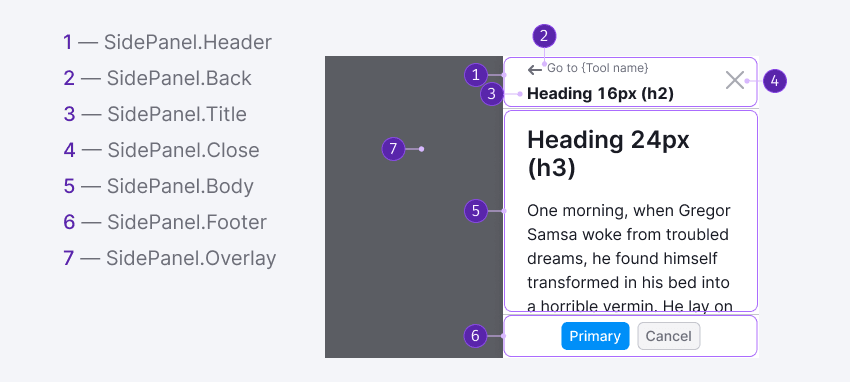 1 — SidePanel.Header
2 — SidePanel.Back
3 — SidePanel.Title
4 — SidePanel.Close
5 — SidePanel.Body
6 — SidePanel.Footer
7 — SidePanel.Overlay
2
1
Go to {Tool name}
4
3
Heading 16px (h2)
7
Heading 24px
(h3)
5
One morning, when Gregor
Samsa woke from troubled
dreams, he found himself
transformed in his bed into
a horrible vermin. He lay on
6
Primary
Cancel